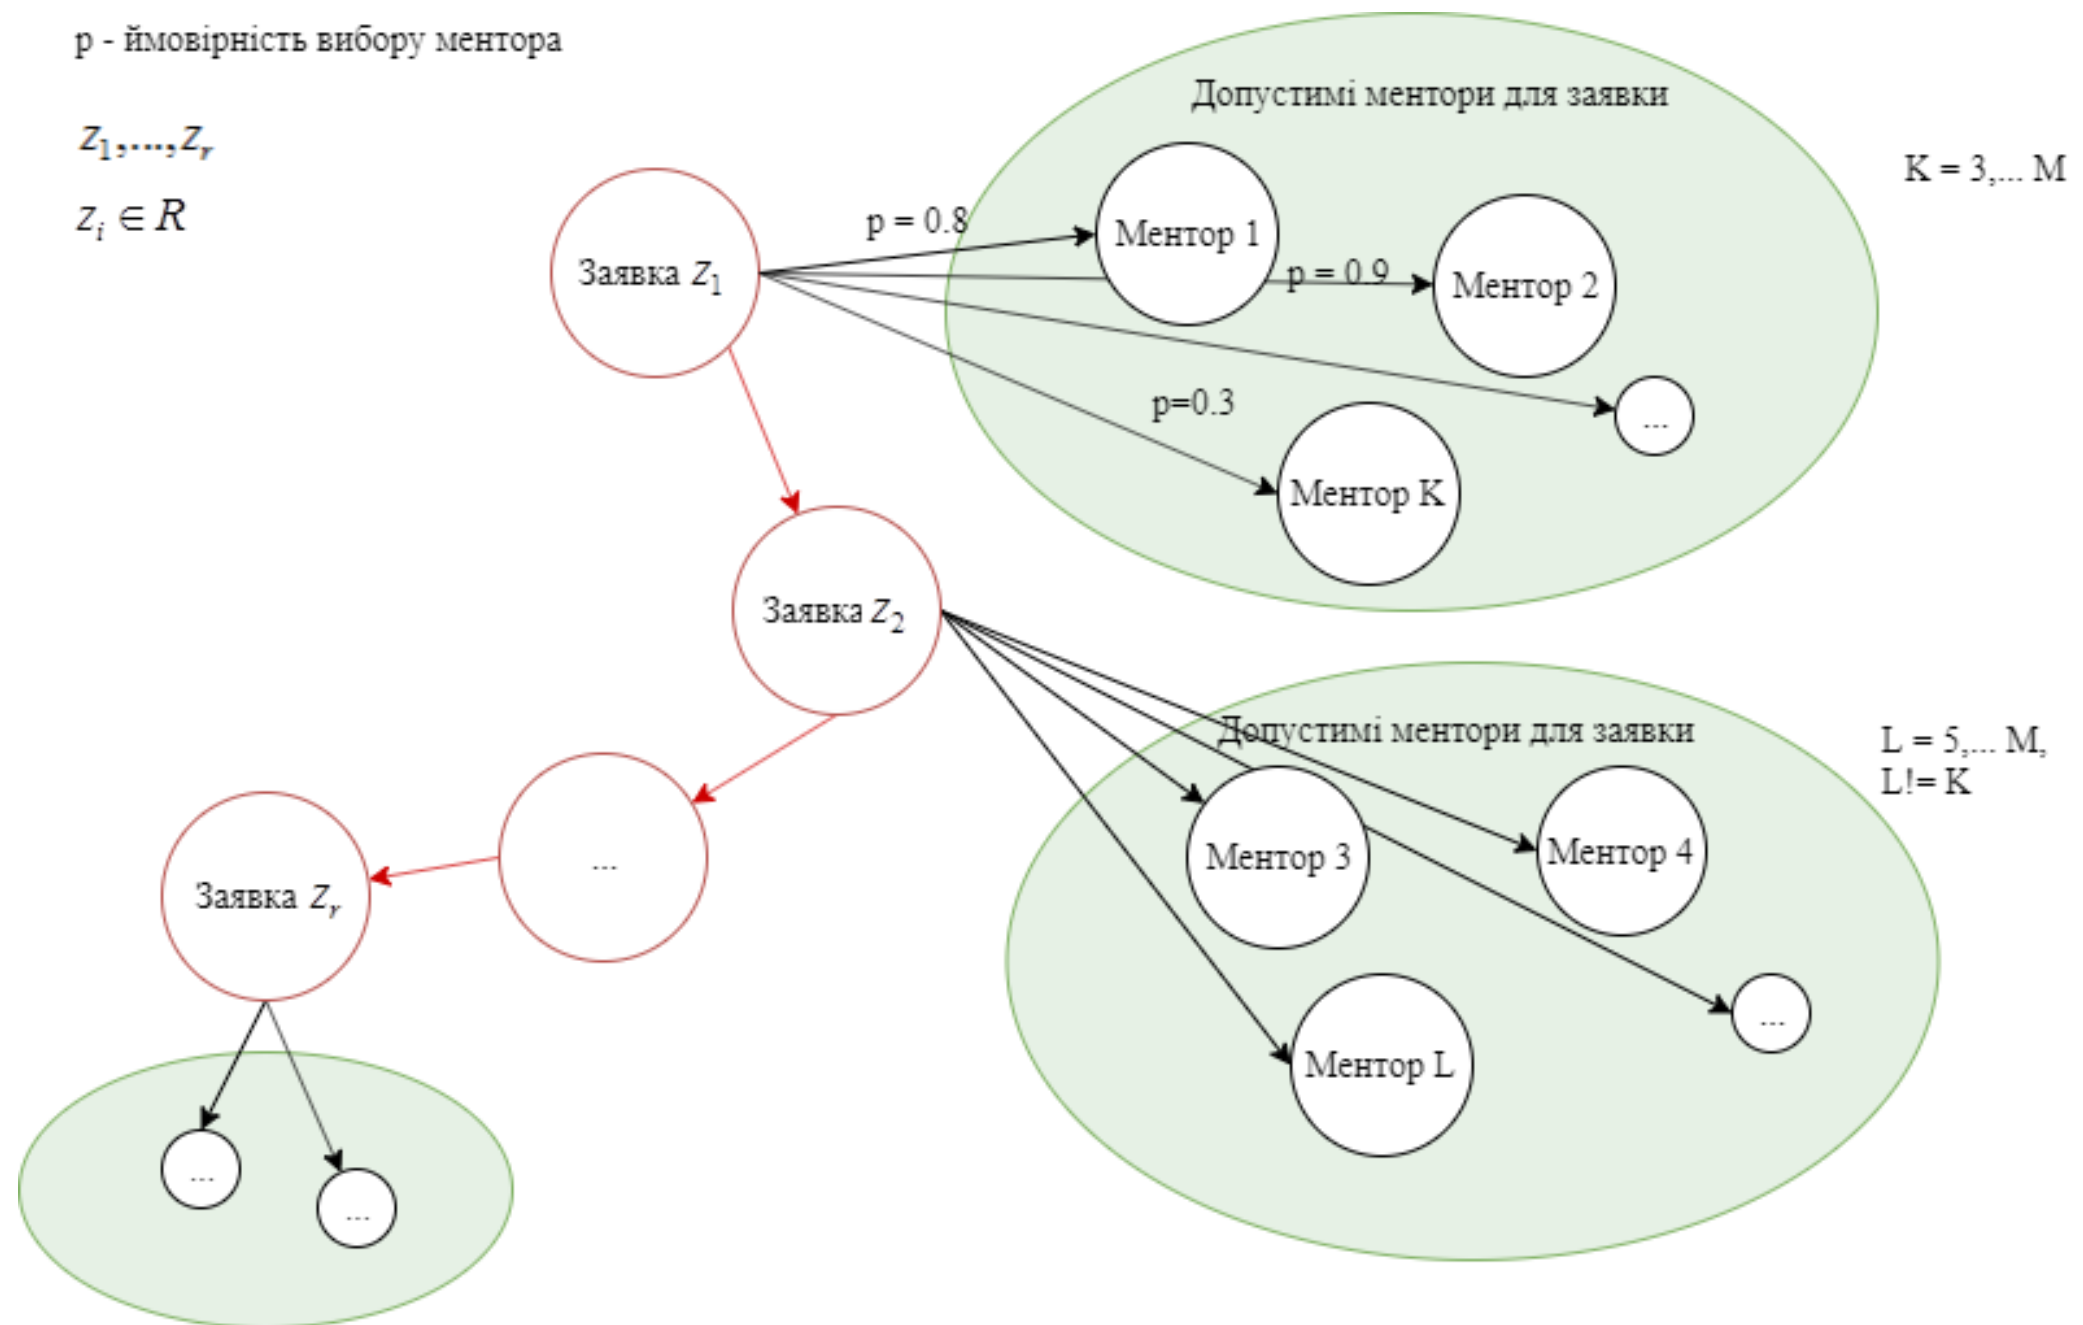 p - ймовірність вибору ментора
z₁,...,zᵣ
zᵢ ∈ R
Допустимі ментори для заявки
K = 3,... M
Заявка z₁
p = 0.8
Ментор 1
p = 0.9
Ментор 2
...
p=0.3
Ментор K
Заявка z₂
Допустимі ментори для заявки
L = 5,... M,
L!= K
Ментор 3
Ментор 4
...
Ментор L
...
Заявка zᵣ
...
...